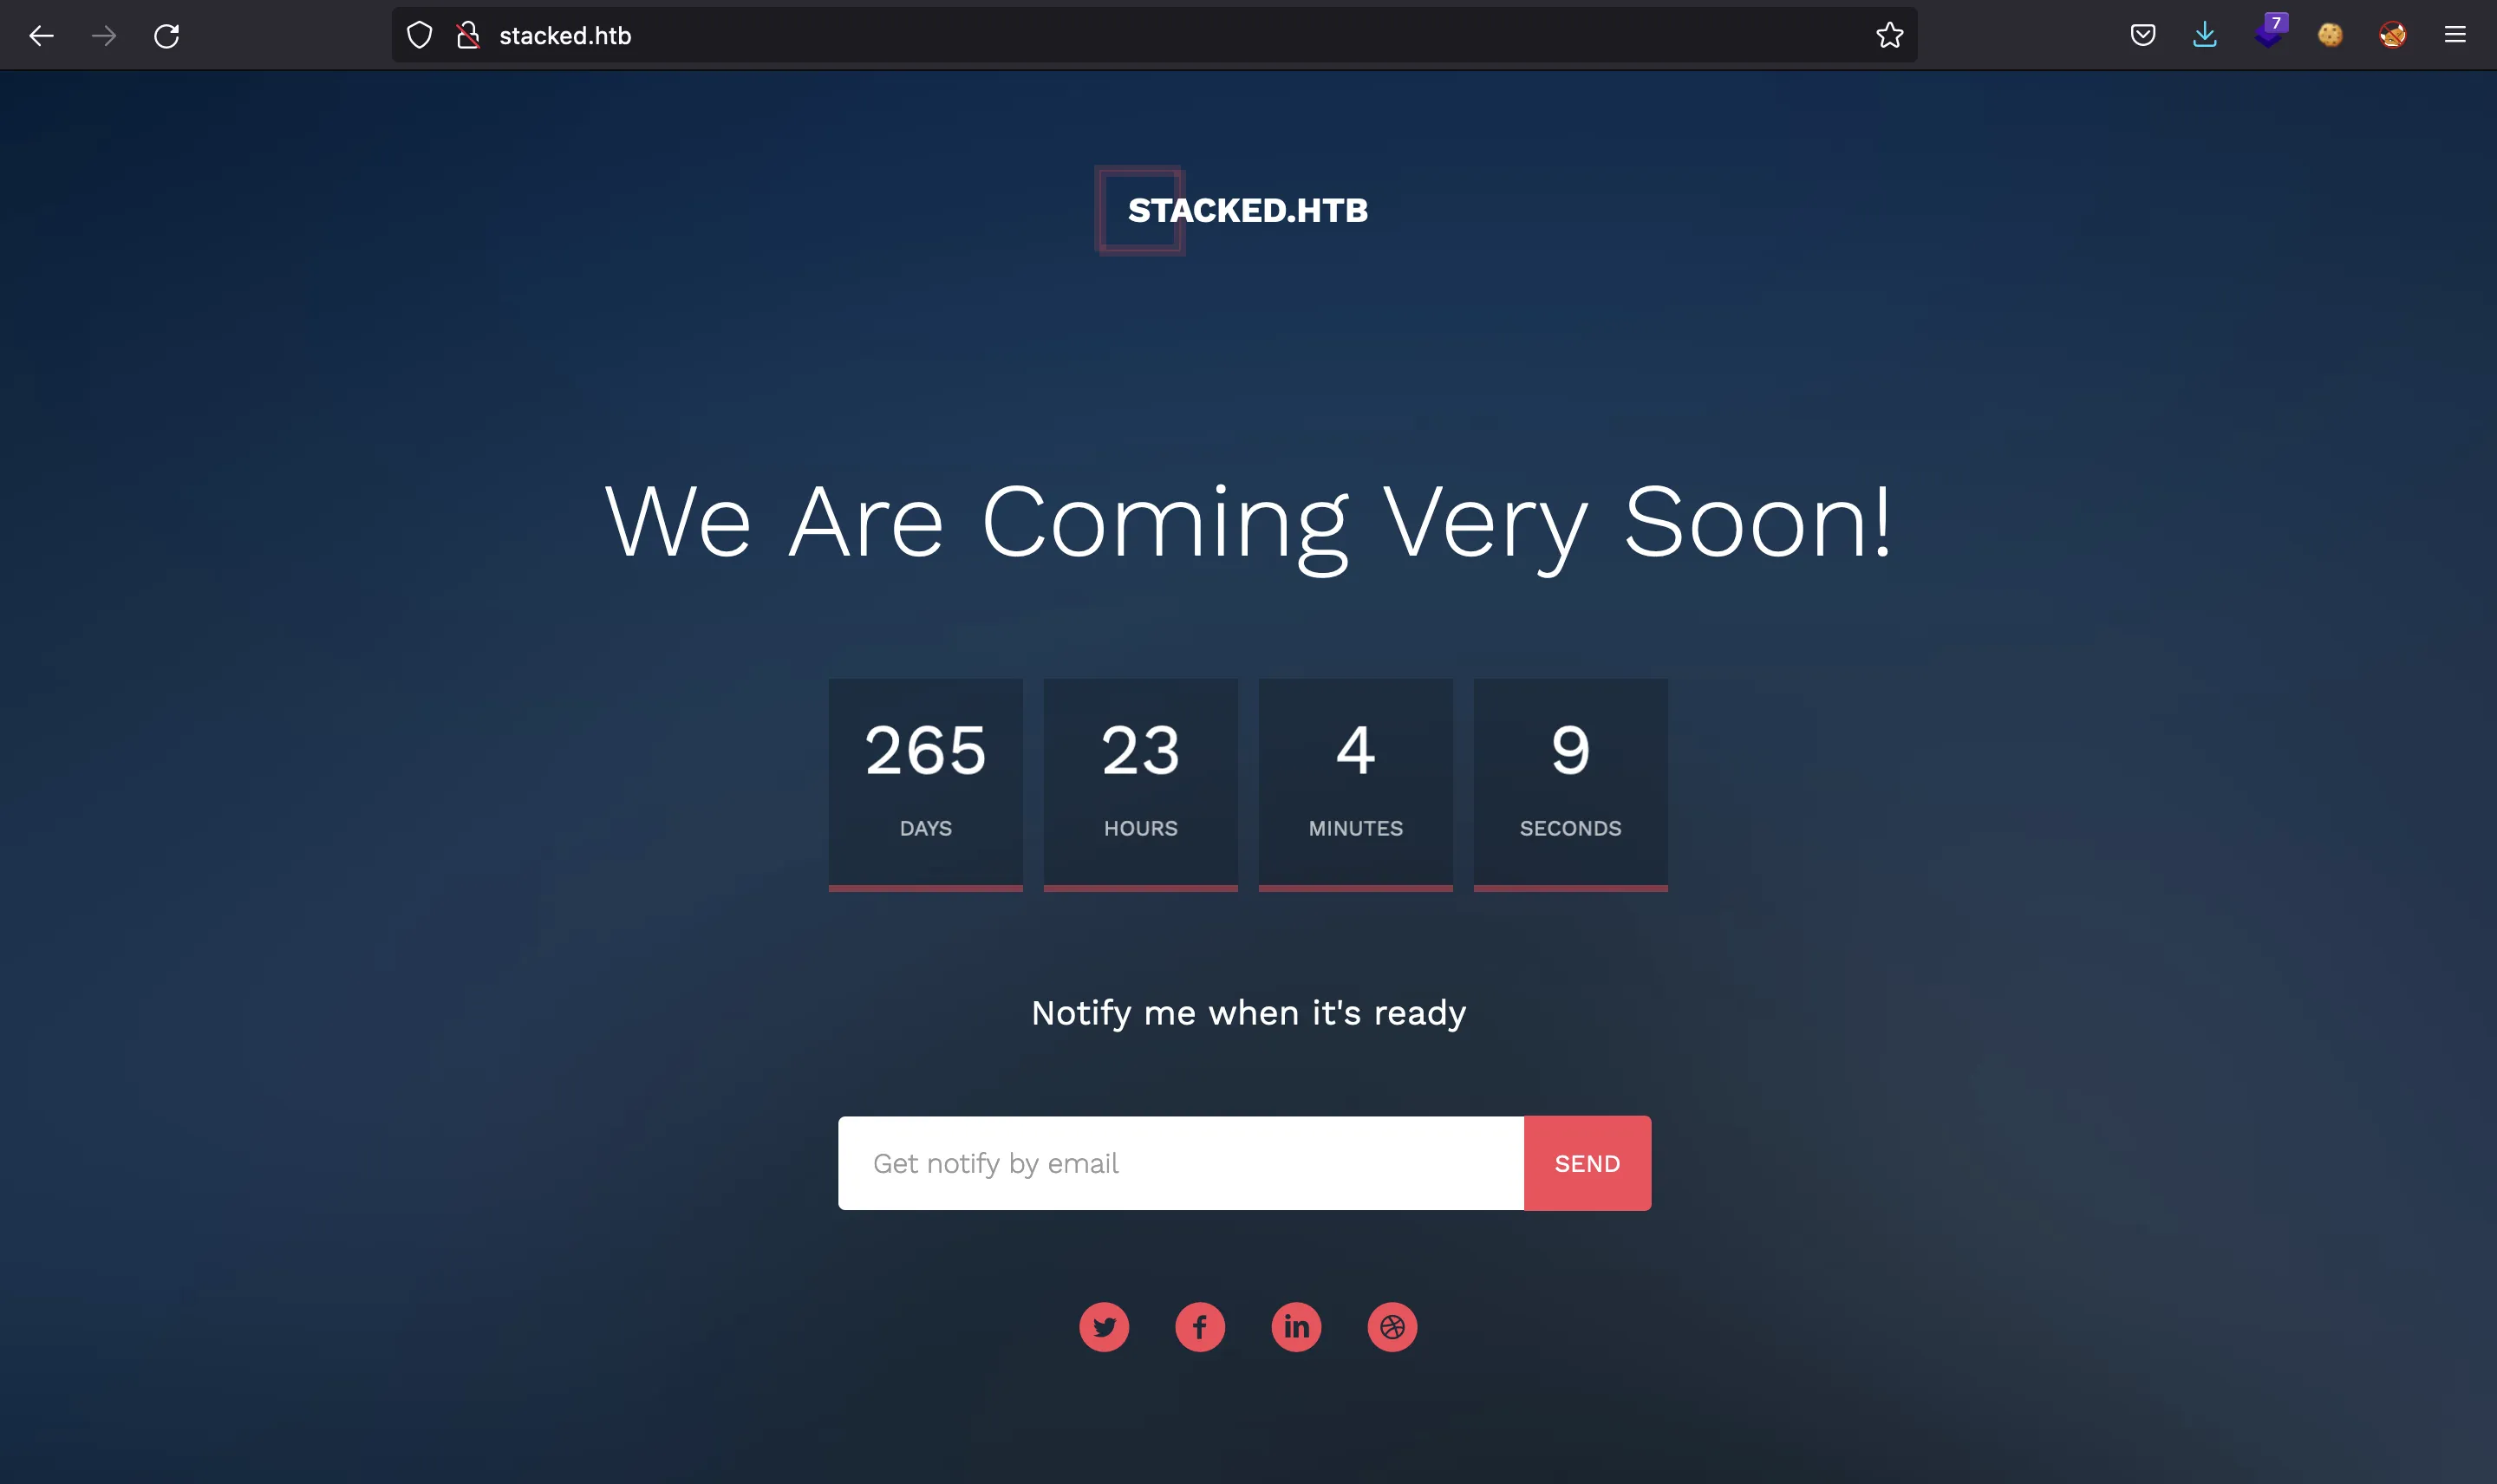 stacked.htb
7
STACKED.HTB
We Are Coming Very Soon!
265 23 4 9
DAYS HOURS MINUTES SECONDS
Notify me when it's ready
Get notify by email SEND